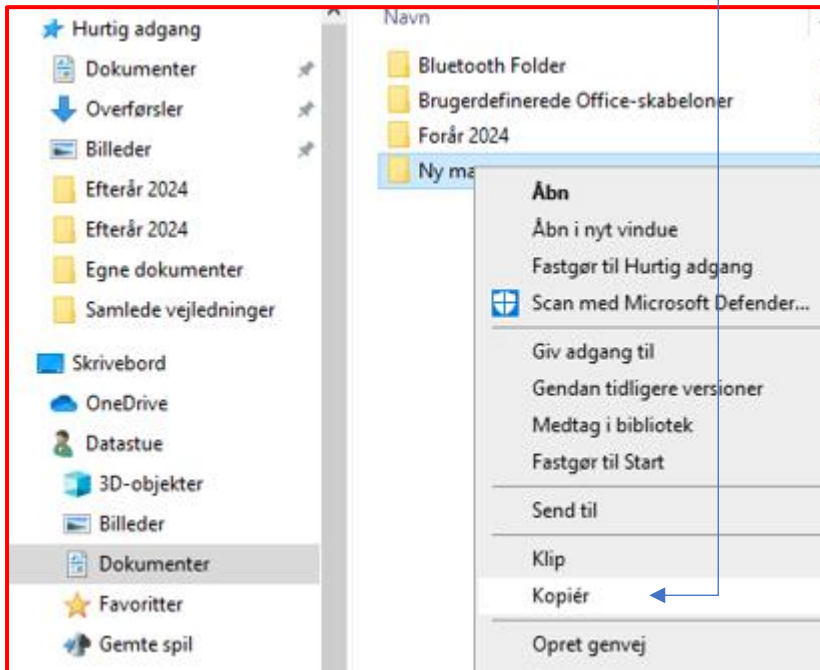 Hurtig adgang
Dokumenter
Overførsler
Billeder
Efterår 2024
Efterår 2024
Egne dokumenter
Samlede vejledninger
Skrivebord
OneDrive
Datastue
3D-objekter
Billeder
Dokumenter
Favoritter
Gemte spil
Navn
Bluetooth Folder
Brugerdefinerede Office-skabeloner
Forår 2024
Ny ma
Åbn
Åbn i nyt vindue
Fastgør til Hurtig adgang
Scan med Microsoft Defender...
Giv adgang til
Gendan tidligere versioner
Medtag i bibliotek
Fastgør til Start
Send til
Klip
Kopiér
Opret genvej